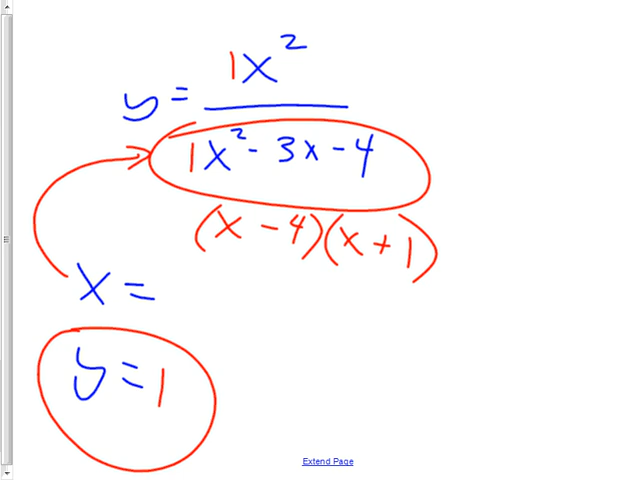 y = 1x²
1x² - 3x - 4
(x - 4)(x + 1)
x =
y = 1
Extend Page